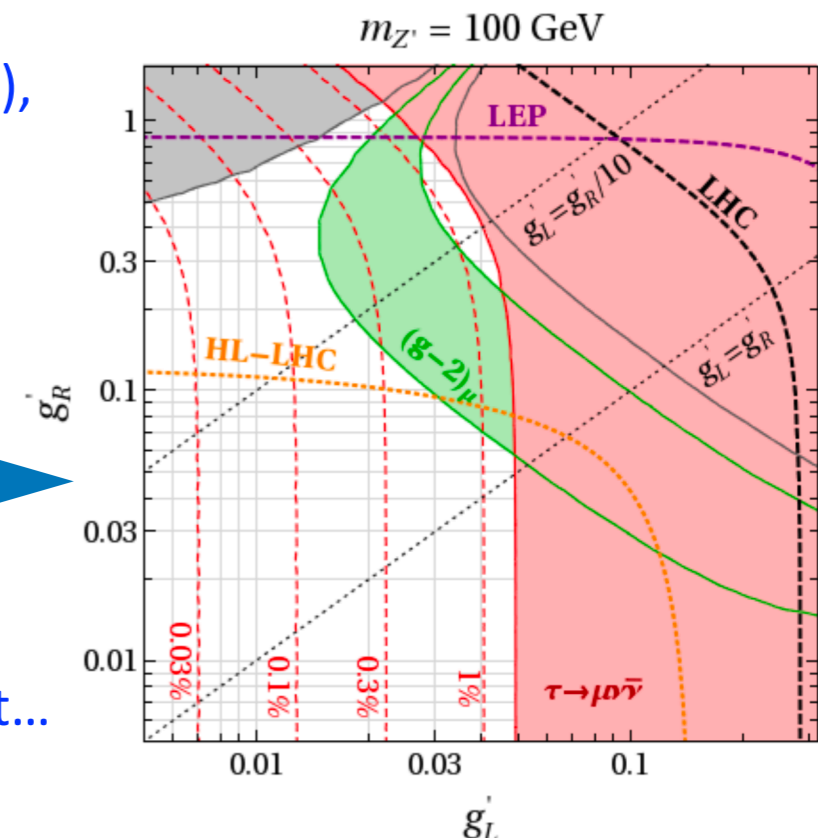 m_Z' = 100 GeV
),
1
LEP
g'_L=g'_R/10
LHC
0.3
(g−2)_μ
HL−LHC
g'_L=g'_R
0.1
g'_R
0.03
0.03%
0.1%
0.3%
1%
0.01
τ→μνν̄
t...
0.01
0.03
0.1
g'_L